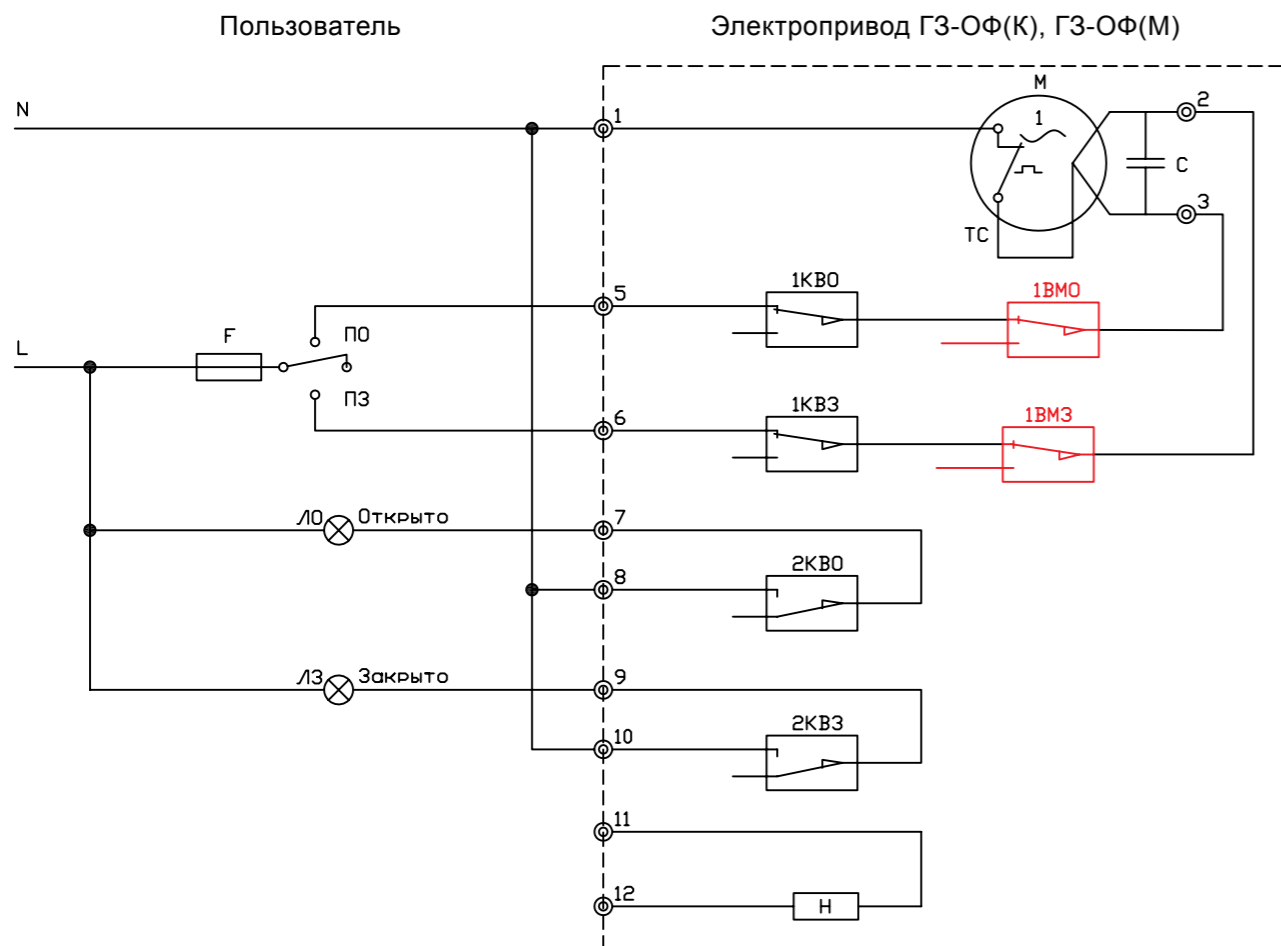 Пользователь
Электропривод ГЗ-ОФ(К), ГЗ-ОФ(М)
M
N
1
1
2
C
3
TC
5
1КВО
1ВМО
ПО
F
L
ПЗ
6
1КВЗ
1ВМЗ
ЛО Открыто
7
2КВО
8
ЛЗ Закрыто
9
2КВЗ
10
11
12
H